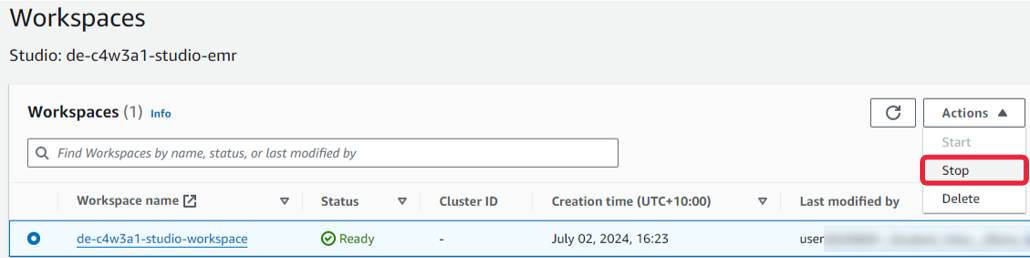 Workspaces
Studio: de-c4w3a1-studio-emr
Workspaces (1) Info
Actions
Find Workspaces by name, status, or last modified by
Start
Stop
Delete
Workspace name Status Cluster ID Creation time (UTC+10:00) Last modified by
de-c4w3a1-studio-workspace Ready - July 02, 2024, 16:23 user